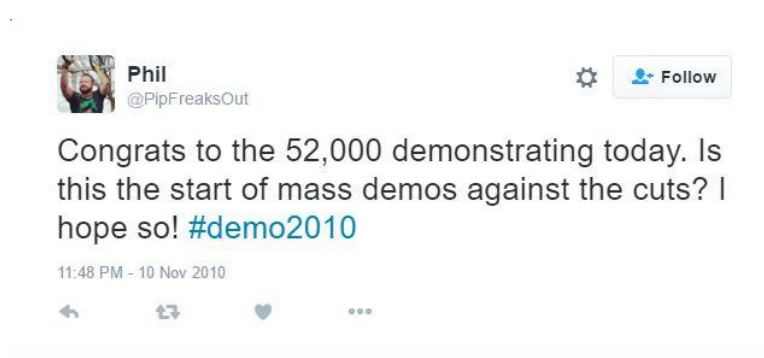 Phil
@PipFreaksOut
Follow
Congrats to the 52,000 demonstrating today. Is
this the start of mass demos against the cuts? I
hope so! #demo2010
11:48 PM - 10 Nov 2010